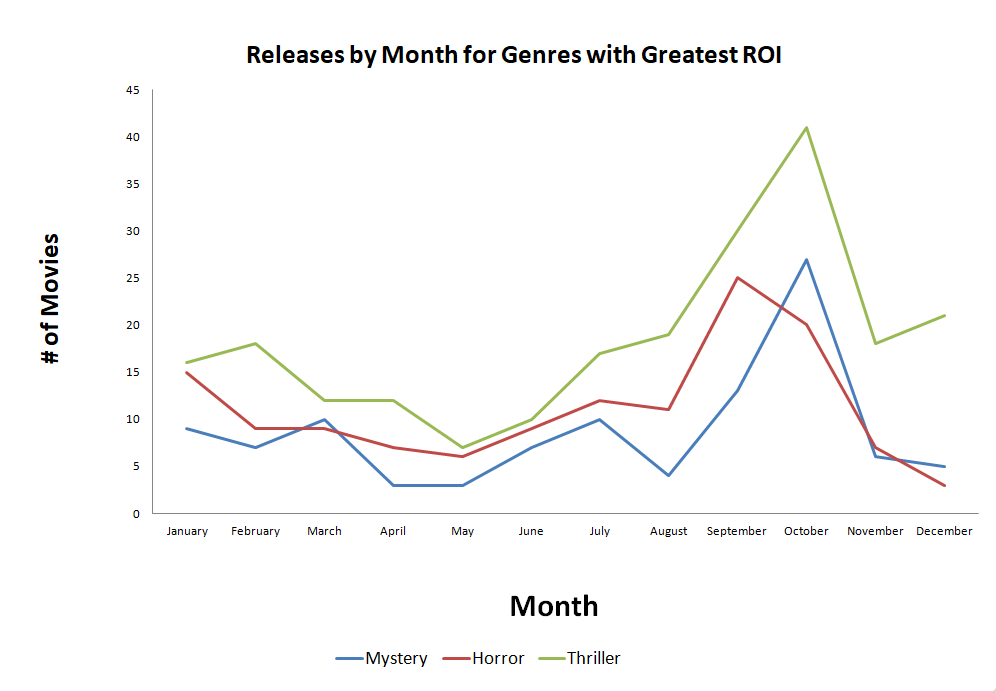 Releases by Month for Genres with Greatest ROI
# of Movies
45
40
35
30
25
20
15
10
5
0
January February March April May June July August September October November December
Month
Mystery Horror Thriller